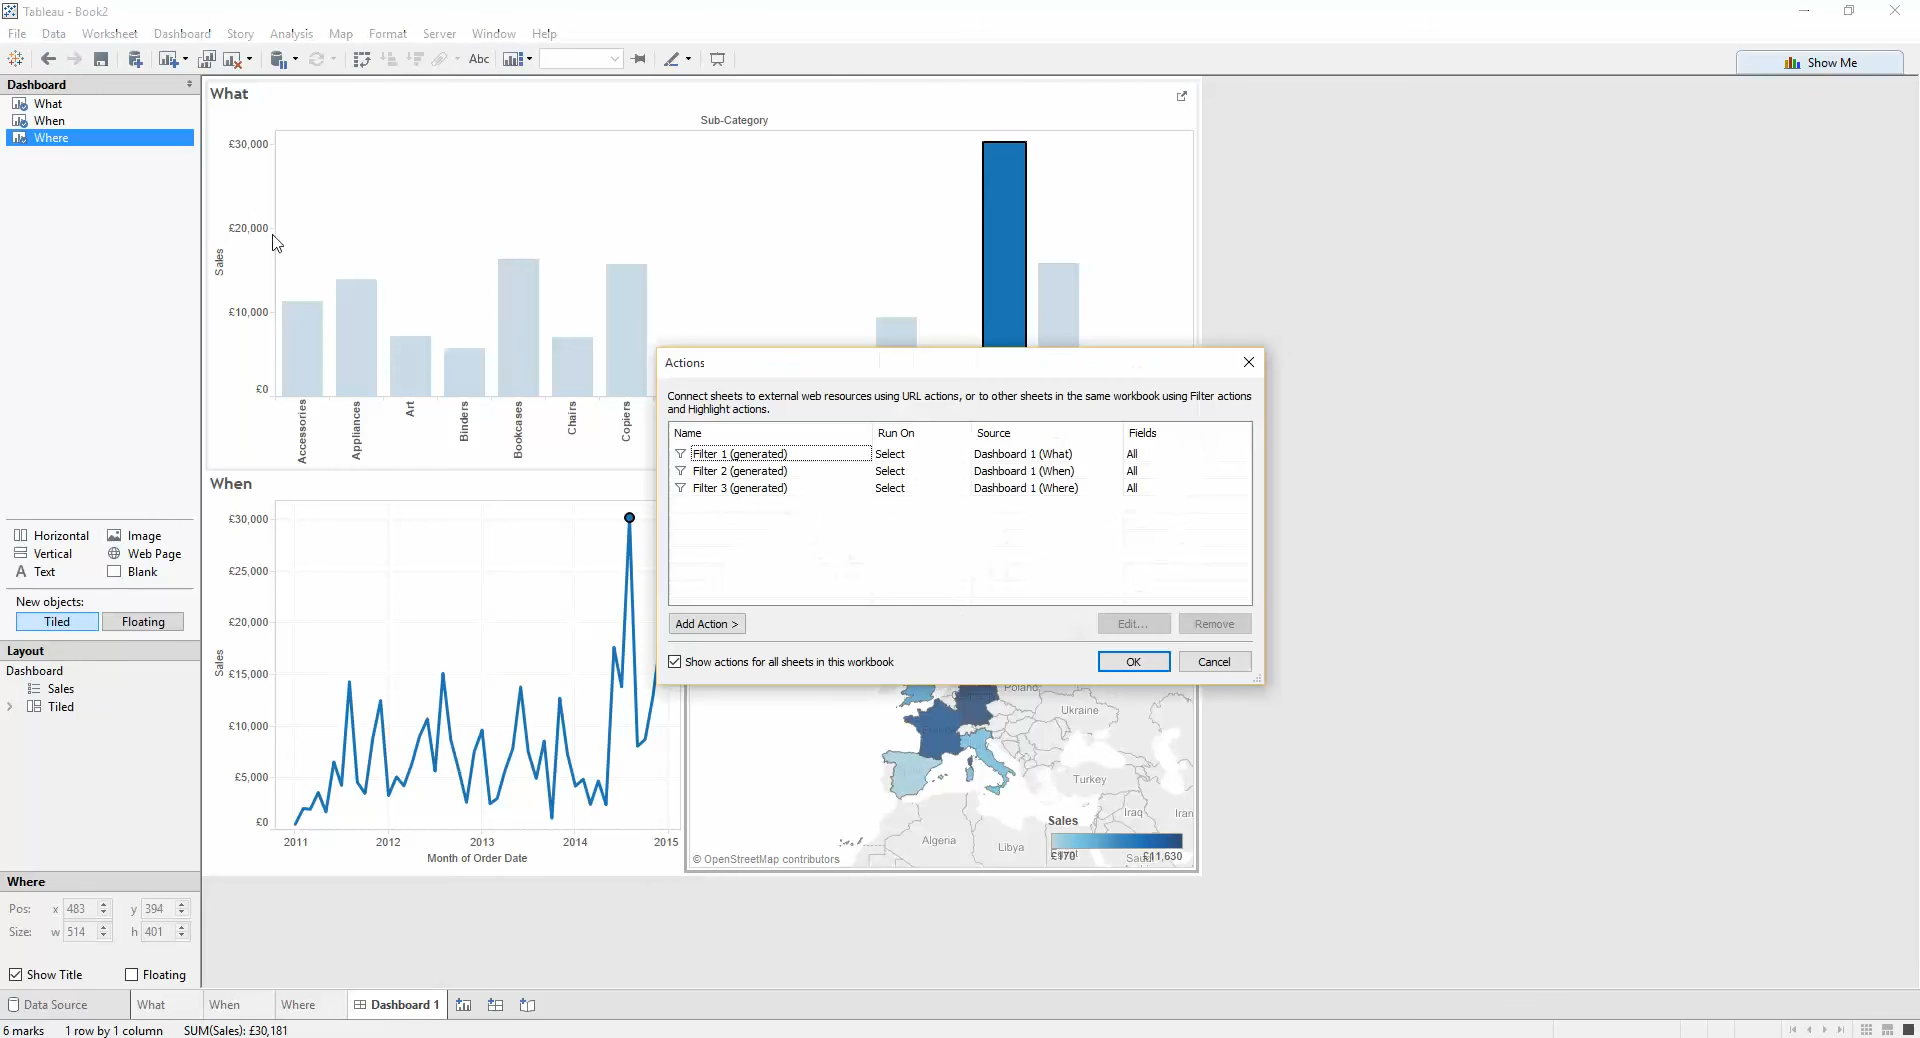 Tableau - Book2
File Data Worksheet Dashboard Story Analysis Map Format Server Window Help
Abc
Show Me
Dashboard
What
When
Where
Horizontal Image
Vertical Web Page
A Text Blank
New objects:
Tiled Floating
Layout
Dashboard
Sales
Tiled
Where
Pos: x 483 y 394
Size: w 514 h 401
Show Title Floating
What
Sub-Category
Sales
£30,000
£20,000
£10,000
£0
Accessories
Appliances
Art
Binders
Bookcases
Chairs
Copiers
When
Sales
£30,000
£25,000
£20,000
£15,000
£10,000
£5,000
£0
2011 2012 2013 2014 2015
Month of Order Date
Actions
Connect sheets to external web resources using URL actions, or to other sheets in the same workbook using Filter actions
and Highlight actions.
Name Run On Source Fields
Filter 1 (generated) Select Dashboard 1 (What) All
Filter 2 (generated) Select Dashboard 1 (When) All
Filter 3 (generated) Select Dashboard 1 (Where) All
Add Action > Edit... Remove
Show actions for all sheets in this workbook OK Cancel
Poland
Ukraine
Turkey
Iraq Iran
Algeria Libya
Sales
£170 £11,630
© OpenStreetMap contributors
Data Source What When Where Dashboard 1
6 marks 1 row by 1 column SUM(Sales): £30,181